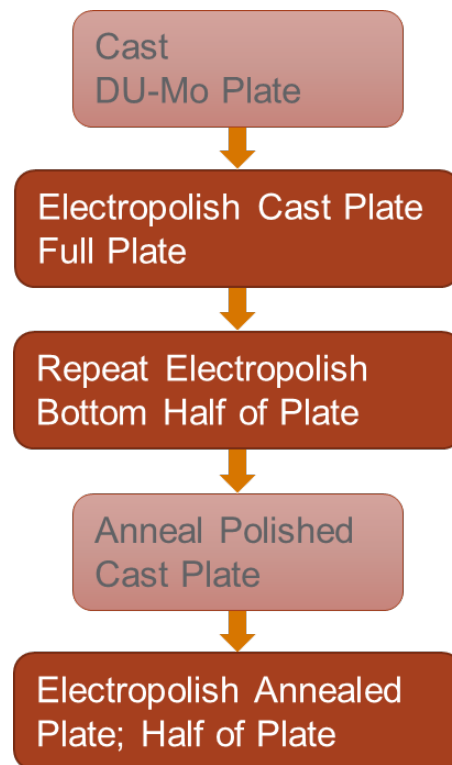 Cast
DU-Mo Plate
Electropolish Cast Plate
Full Plate
Repeat Electropolish
Bottom Half of Plate
Anneal Polished
Cast Plate
Electropolish Annealed
Plate; Half of Plate